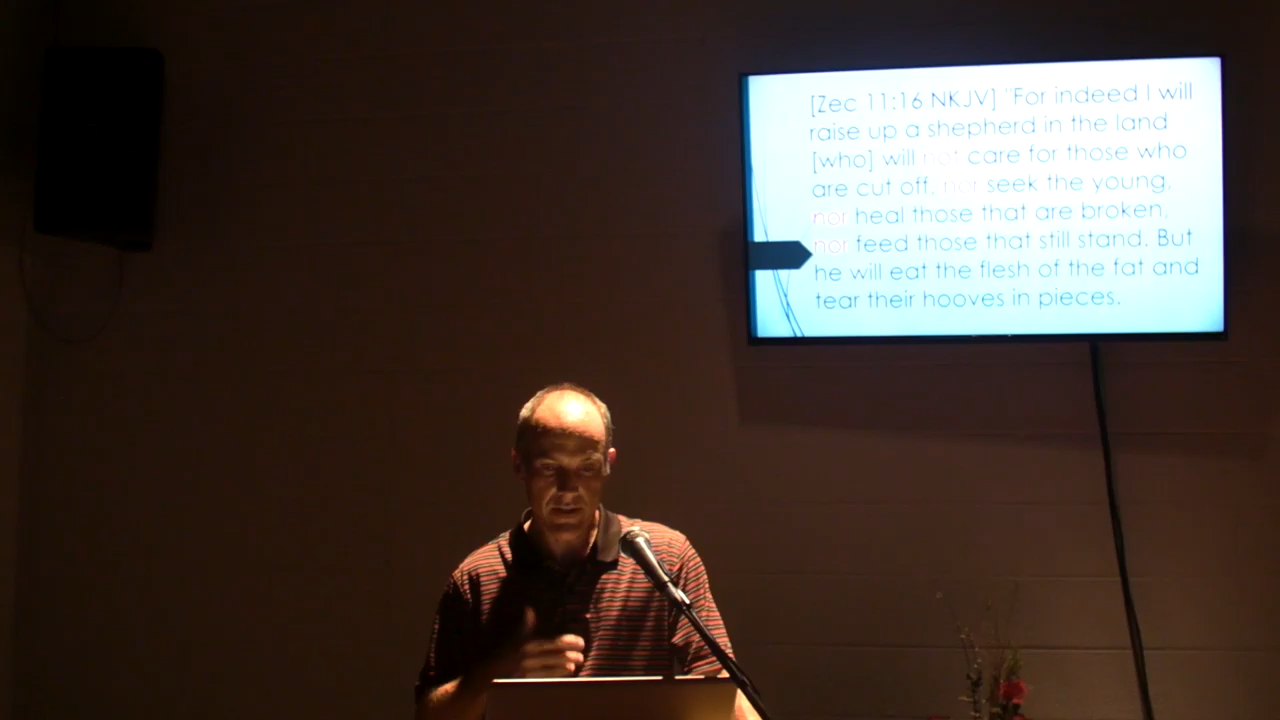 [Zec 11:16 NKJV] "For indeed I will
raise up a shepherd in the land
[who] will not care for those who
are cut off, nor seek the young,
nor heal those that are broken,
nor feed those that still stand. But
he will eat the flesh of the fat and
tear their hooves in pieces.